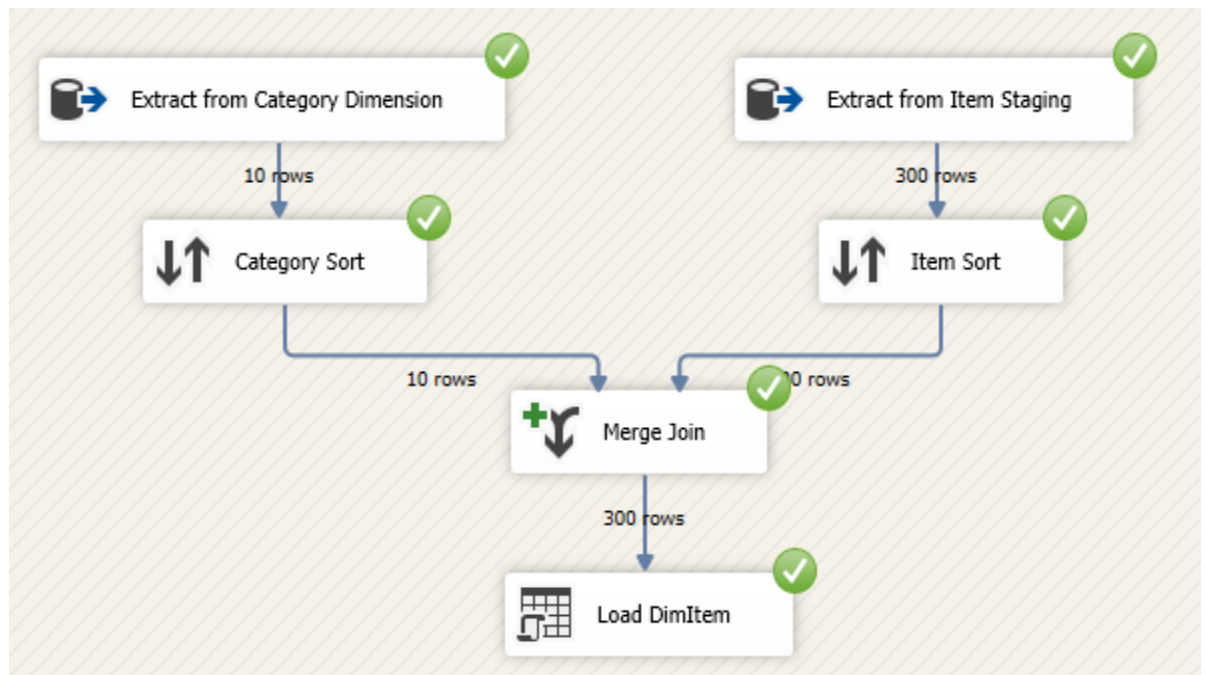 Extract from Category Dimension
Extract from Item Staging
10 rows
300 rows
Category Sort
Item Sort
10 rows
rows
Merge Join
300 rows
Load DimItem